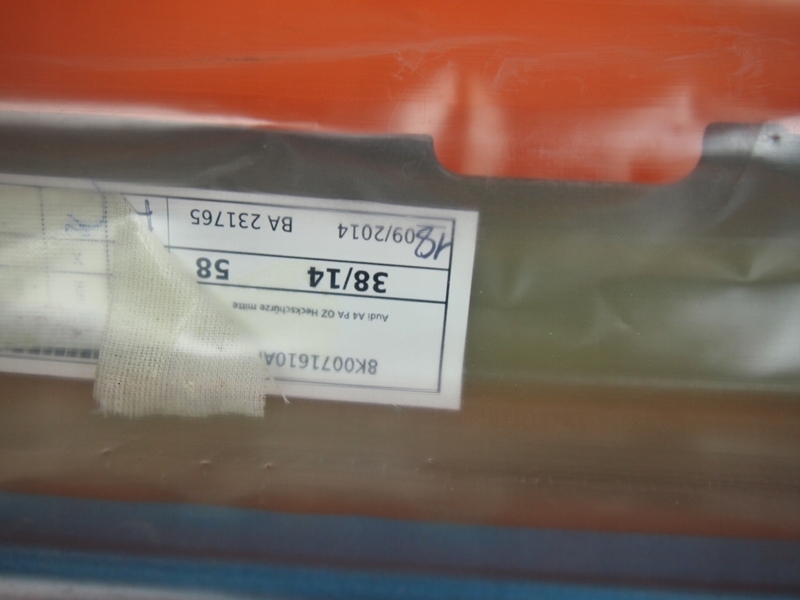 8K0071610A
Audi A4 PA OZ Heckschürze mitte
38/14 58
09/2014 BA 231765
18